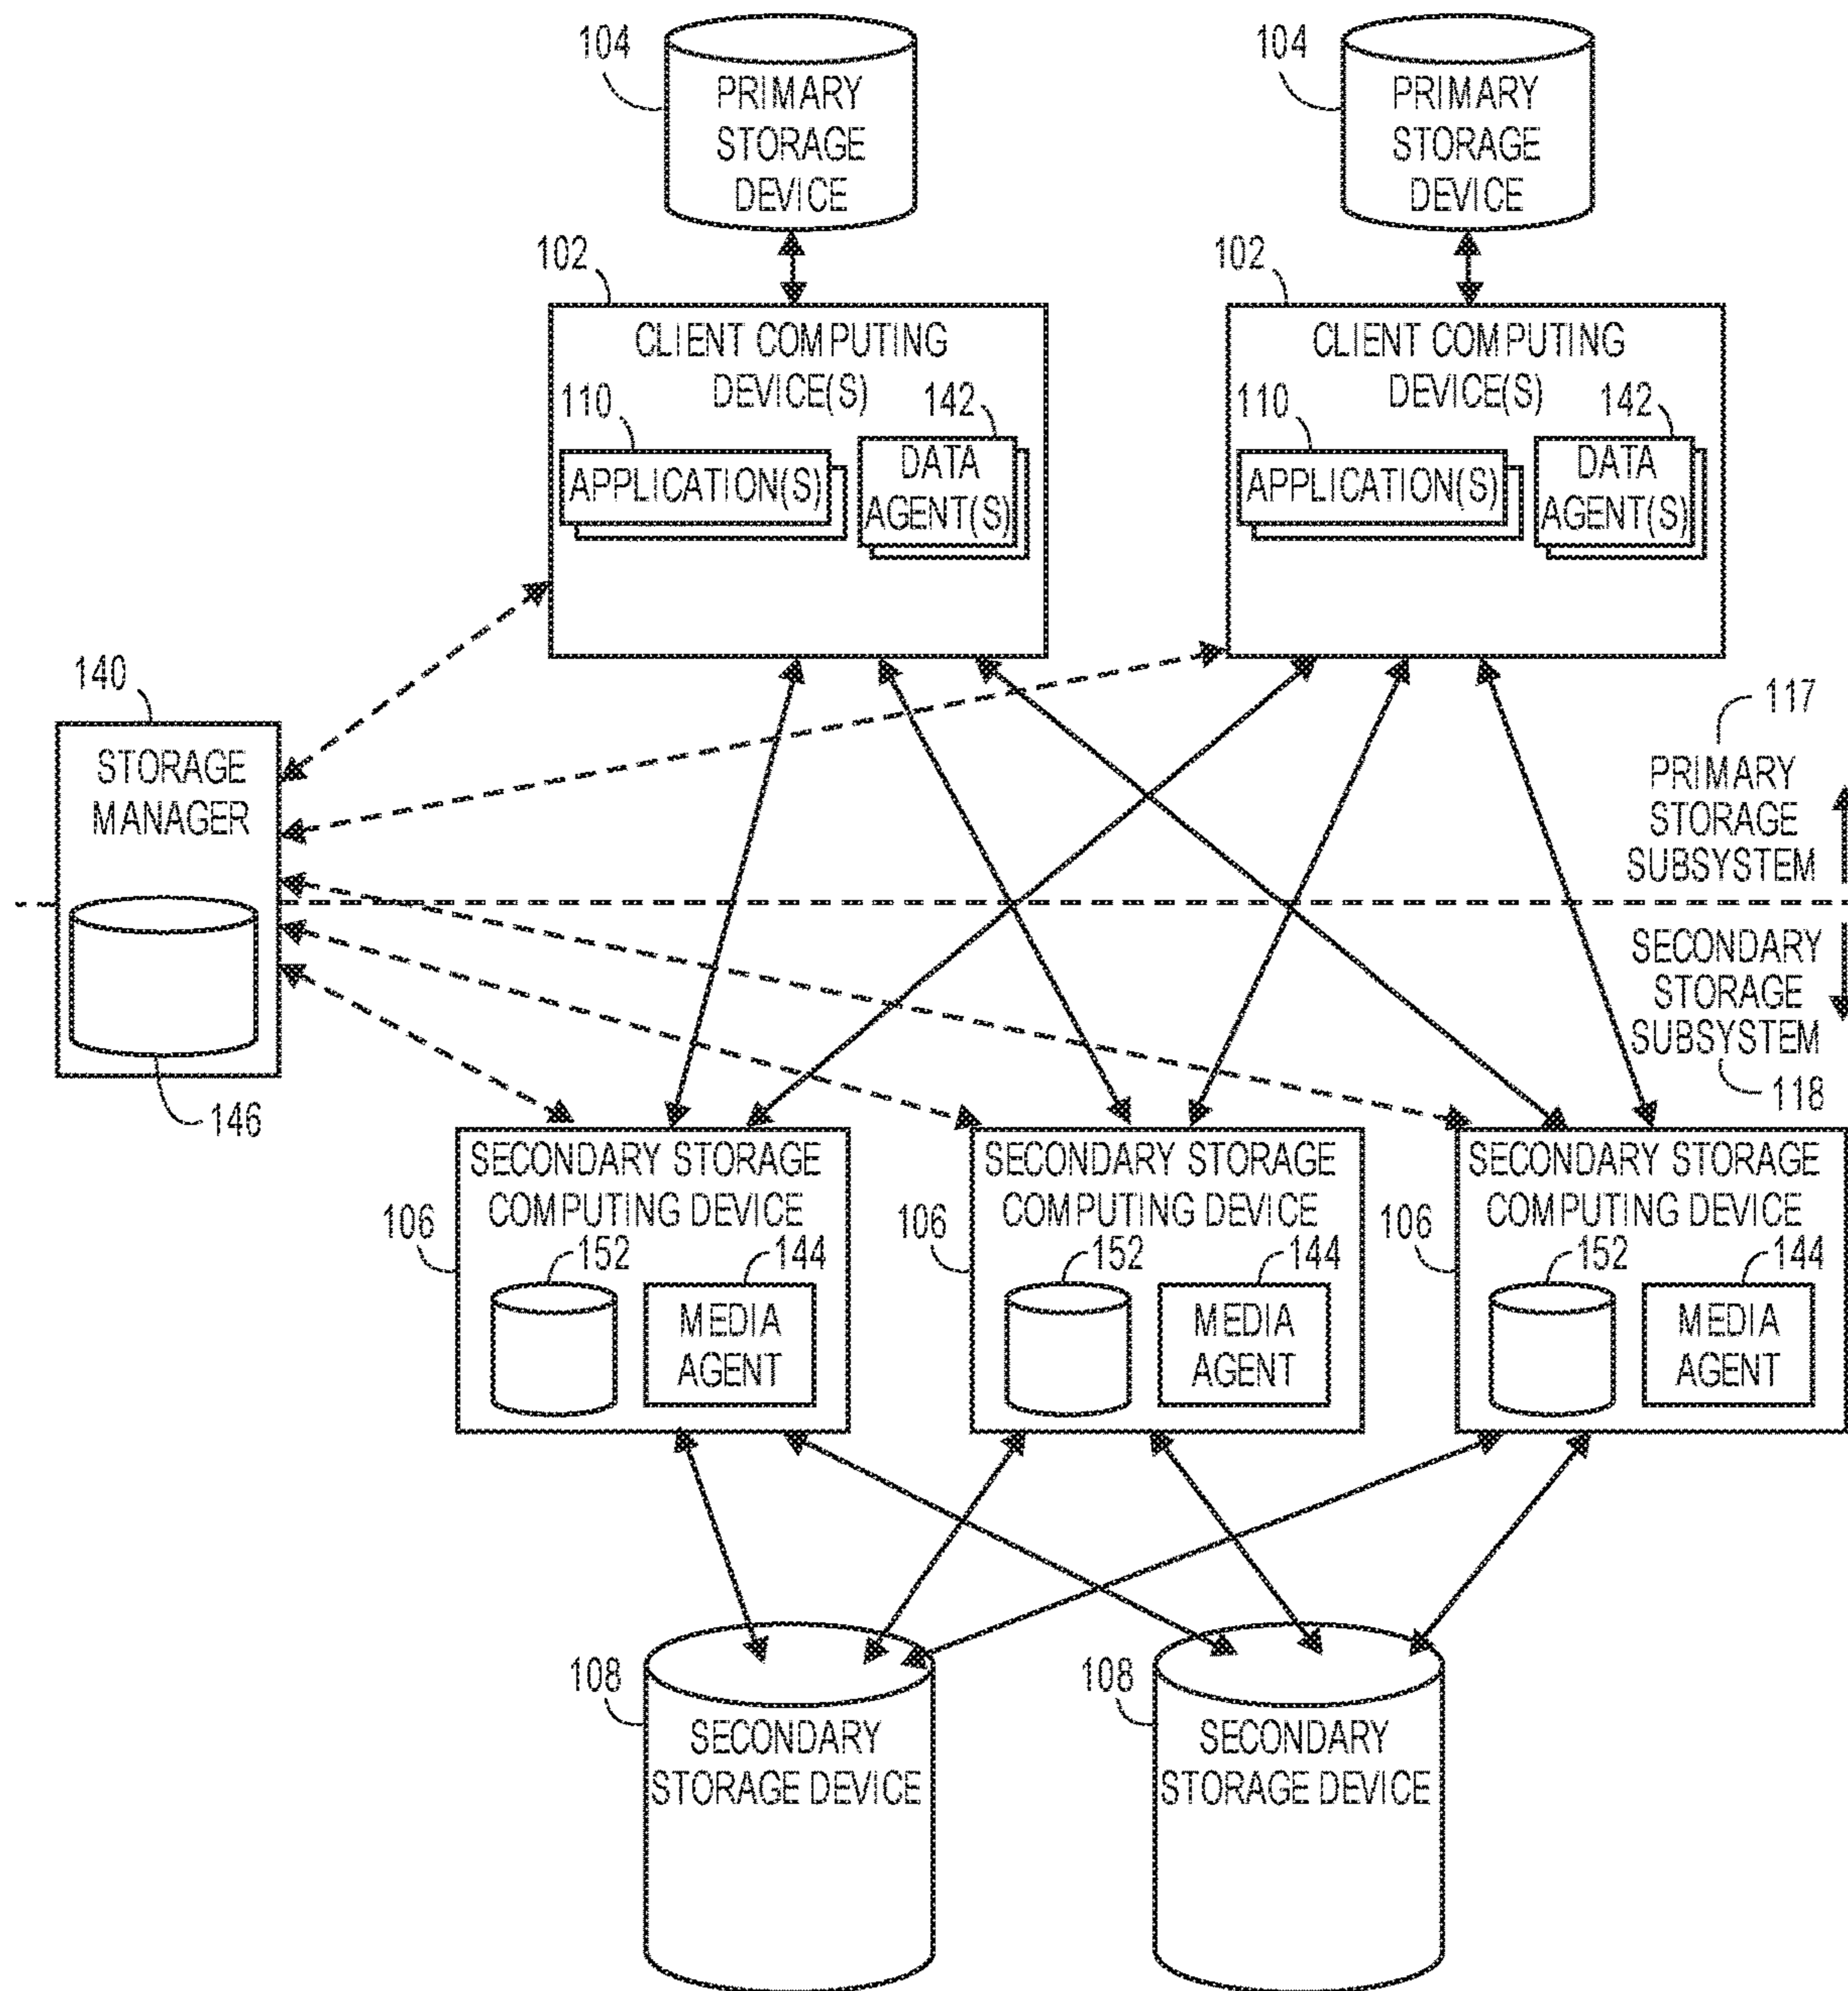 104
PRIMARY
STORAGE
DEVICE
104
PRIMARY
STORAGE
DEVICE
102
CLIENT COMPUTING
DEVICE(S)
110
142
APPLICATION(S)
DATA
AGENT(S)
102
CLIENT COMPUTING
DEVICE(S)
110
142
APPLICATION(S)
DATA
AGENT(S)
140
STORAGE
MANAGER
146
117
PRIMARY
STORAGE
SUBSYSTEM
SECONDARY
STORAGE
SUBSYSTEM
118
SECONDARY STORAGE
COMPUTING DEVICE
106
152
144
MEDIA
AGENT
SECONDARY STORAGE
COMPUTING DEVICE
106
152
144
MEDIA
AGENT
SECONDARY STORAGE
COMPUTING DEVICE
106
152
144
MEDIA
AGENT
108
SECONDARY
STORAGE DEVICE
108
SECONDARY
STORAGE DEVICE